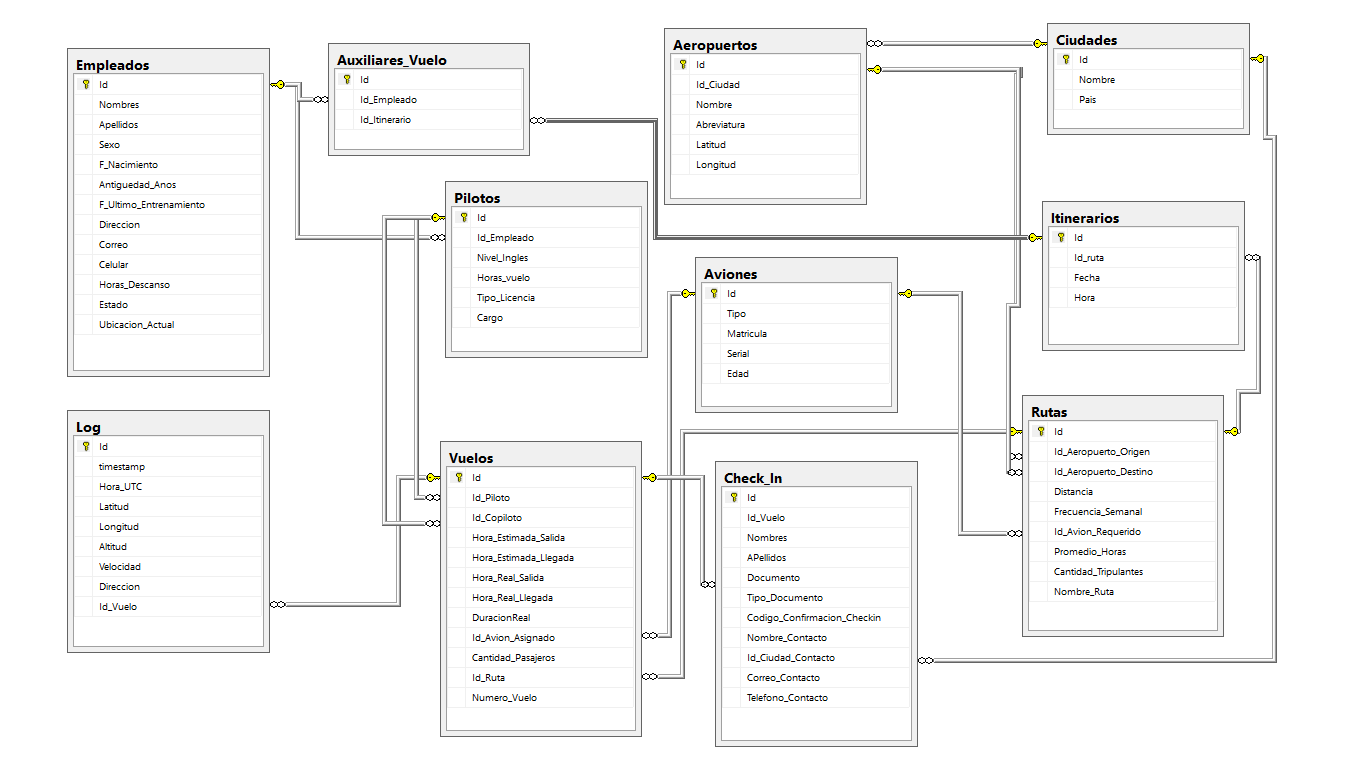 Empleados
Id
Nombres
Apellidos
Sexo
F_Nacimiento
Antiguedad_Anos
F_Ultimo_Entrenamiento
Direccion
Correo
Celular
Horas_Descanso
Estado
Ubicacion_Actual
Auxiliares_Vuelo
Id
Id_Empleado
Id_Itinerario
Aeropuertos
Id
Id_Ciudad
Nombre
Abreviatura
Latitud
Longitud
Ciudades
Id
Nombre
Pais
Pilotos
Id
Id_Empleado
Nivel_Ingles
Horas_vuelo
Tipo_Licencia
Cargo
Itinerarios
Id
Id_ruta
Fecha
Hora
Aviones
Id
Tipo
Matricula
Serial
Edad
Log
Id
timestamp
Hora_UTC
Latitud
Longitud
Altitud
Velocidad
Direccion
Id_Vuelo
Vuelos
Id
Id_Piloto
Id_Copiloto
Hora_Estimada_Salida
Hora_Estimada_Llegada
Hora_Real_Salida
Hora_Real_Llegada
DuracionReal
Id_Avion_Asignado
Cantidad_Pasajeros
Id_Ruta
Numero_Vuelo
Check_In
Id
Id_Vuelo
Nombres
APellidos
Documento
Tipo_Documento
Codigo_Confirmacion_Checkin
Nombre_Contacto
Id_Ciudad_Contacto
Correo_Contacto
Telefono_Contacto
Rutas
Id
Id_Aeropuerto_Origen
Id_Aeropuerto_Destino
Distancia
Frecuencia_Semanal
Id_Avion_Requerido
Promedio_Horas
Cantidad_Tripulantes
Nombre_Ruta